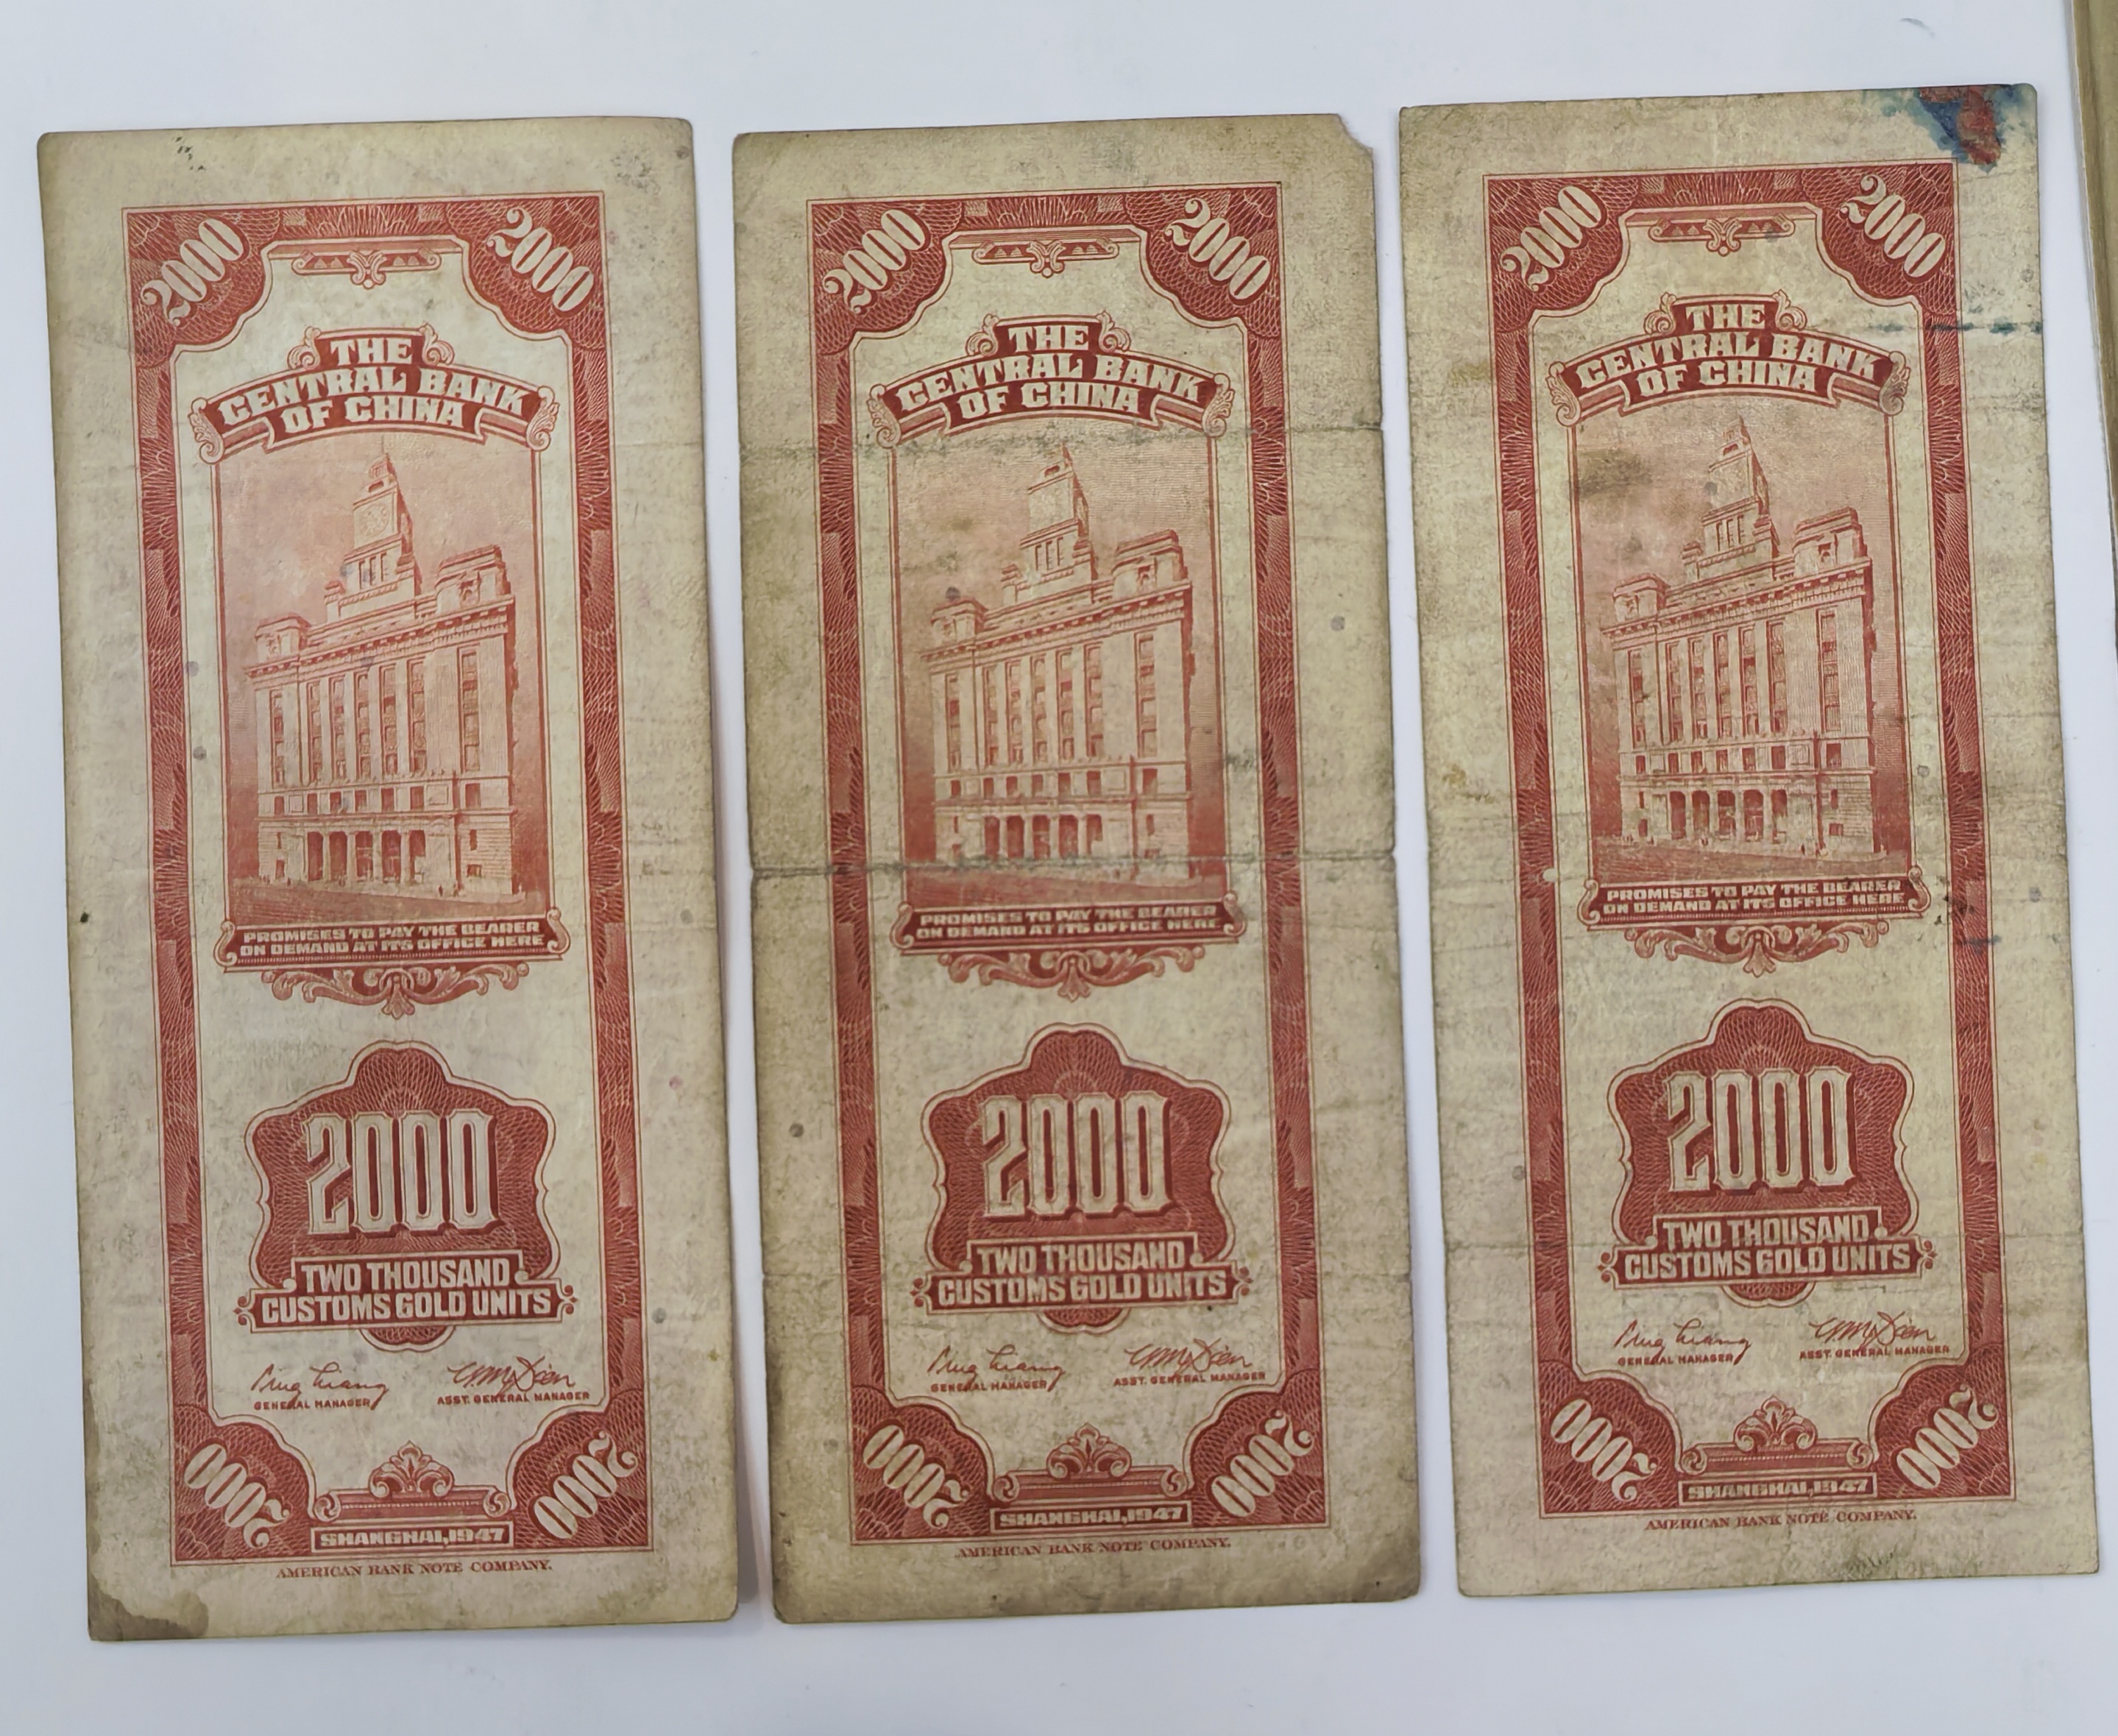 2000 2000
THE
CENTRAL BANK
OF CHINA
PROMISES TO PAY THE BEARER
ON DEMAND AT ITS OFFICE HERE
2000
TWO THOUSAND
CUSTOMS GOLD UNITS
GENERAL MANAGER ASST. GENERAL MANAGER
2000 2000
SHANGHAI, 1947
AMERICAN BANK NOTE COMPANY.
2000 2000
THE
CENTRAL BANK
OF CHINA
PROMISES TO PAY THE BEARER
ON DEMAND AT ITS OFFICE HERE
2000
TWO THOUSAND
CUSTOMS GOLD UNITS
GENERAL MANAGER ASST. GENERAL MANAGER
2000 2000
SHANGHAI, 1947
AMERICAN BANK NOTE COMPANY.
2000 2000
THE
CENTRAL BANK
OF CHINA
PROMISES TO PAY THE BEARER
ON DEMAND AT ITS OFFICE HERE
2000
TWO THOUSAND
CUSTOMS GOLD UNITS
GENERAL MANAGER ASST. GENERAL MANAGER
2000 2000
SHANGHAI, 1947
AMERICAN BANK NOTE COMPANY.